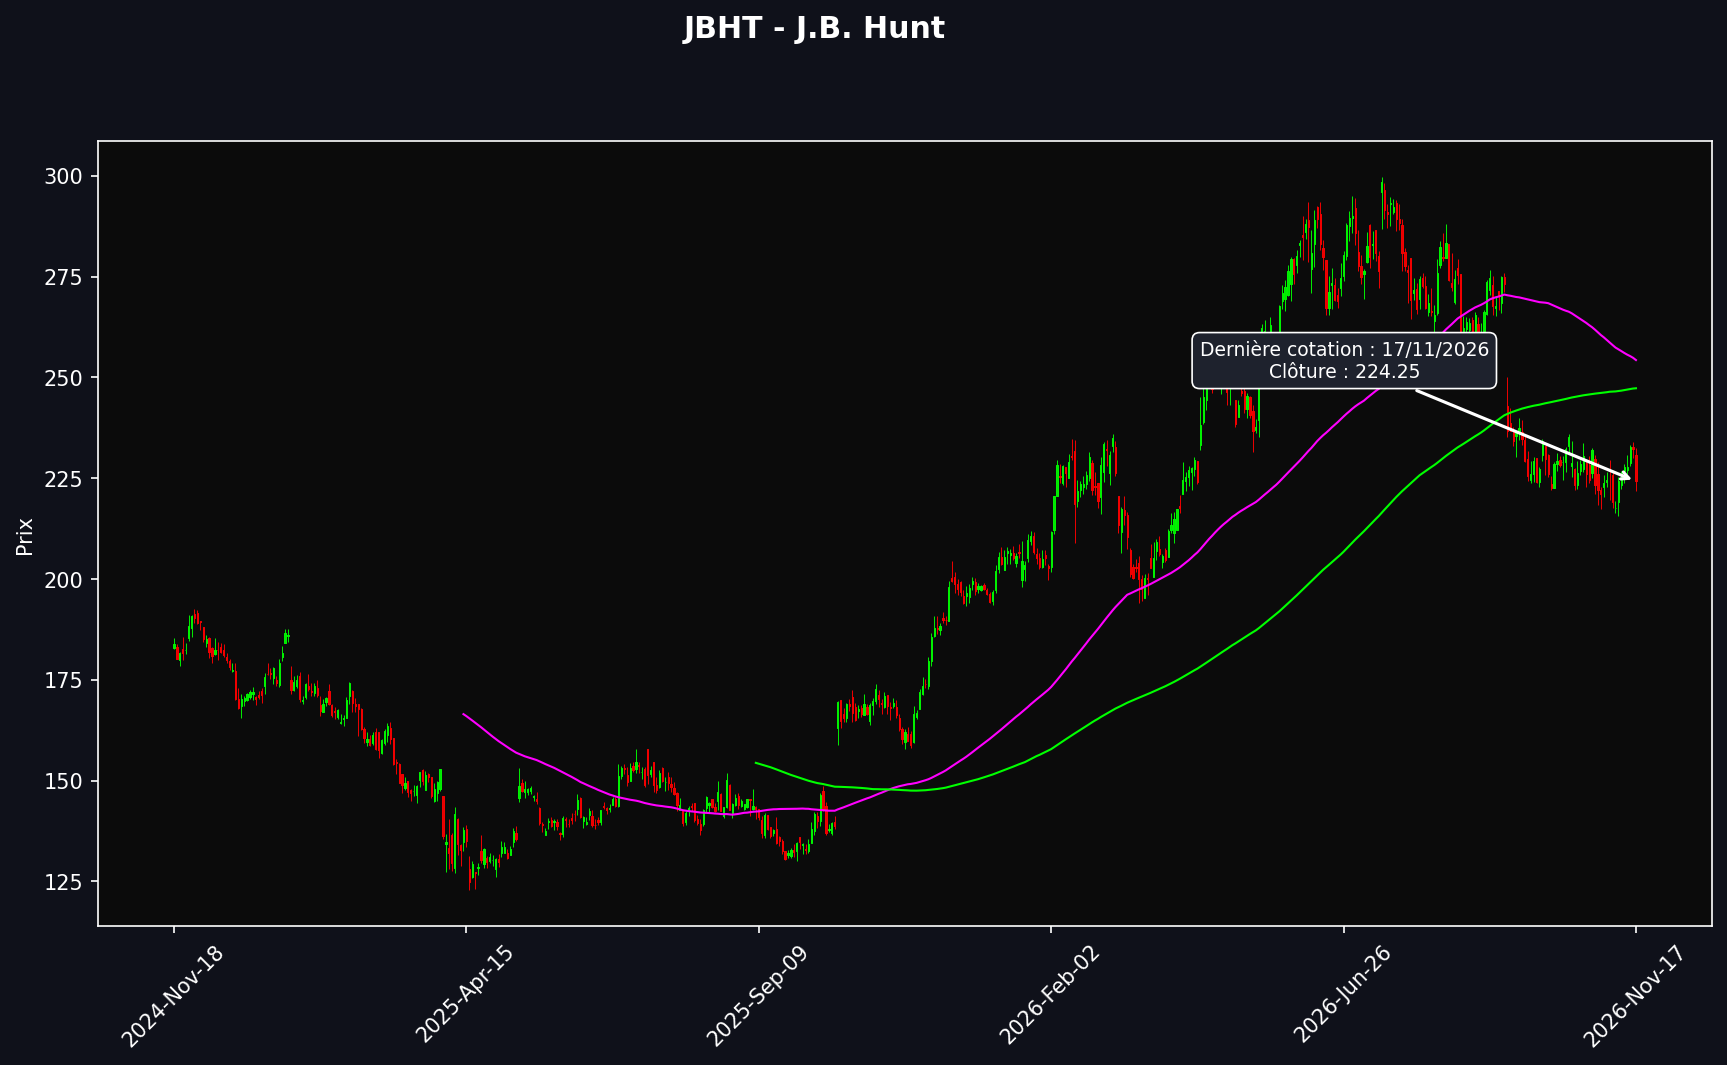 JBHT - J.B. Hunt
Prix
300
275
250
225
200
175
150
125
Dernière cotation : 17/11/2026
Clôture : 224.25
2024-Nov-18
2025-Apr-15
2025-Sep-09
2026-Feb-02
2026-Jun-26
2026-Nov-17